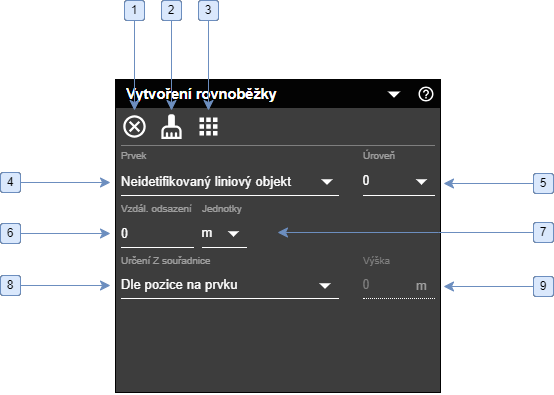 1 2 3
Vytvoření rovnoběžky
Prvek Úroveň
4 Neidetifikovaný liniový objekt 0 5
Vzdál. odsazení Jednotky
6 0 m 7
Určení Z souřadnice Výška
8 Dle pozice na prvku 0 m 9